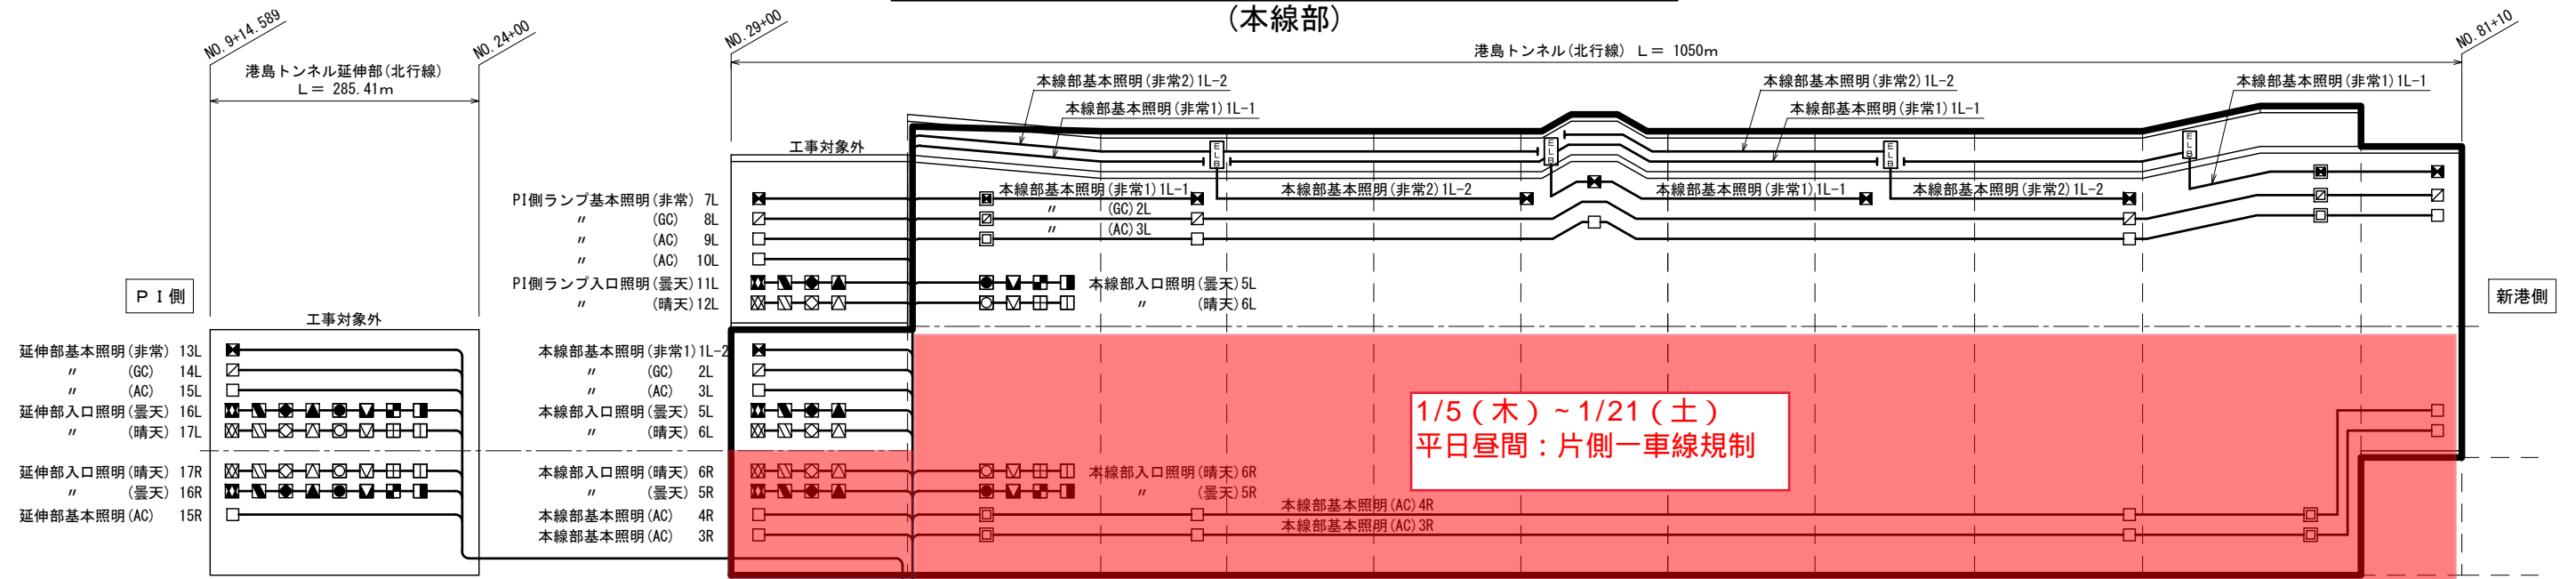 (本線部)
NO.9+14.589
NO.24+00
NO.29+00
NO.81+10
港島トンネル延伸部(北行線)
L= 285.41m
港島トンネル(北行線) L= 1050m
本線部基本照明(非常2)1L-2
本線部基本照明(非常1)1L-1
本線部基本照明(非常2)1L-2
本線部基本照明(非常1)1L-1
本線部基本照明(非常1)1L-1
工事対象外
ELB
ELB
ELB
ELB
PI側ランプ基本照明(非常) 7L
〃 (GC) 8L
〃 (AC) 9L
〃 (AC) 10L
PI側ランプ入口照明(曇天)11L
〃 (晴天)12L
本線部基本照明(非常1)1L-1
〃 (GC)2L
〃 (AC)3L
本線部基本照明(非常2)1L-2
本線部基本照明(非常1)1L-1
本線部基本照明(非常2)1L-2
本線部入口照明(曇天)5L
〃 (晴天)6L
PI側
新港側
工事対象外
延伸部基本照明(非常) 13L
〃 (GC) 14L
〃 (AC) 15L
延伸部入口照明(曇天) 16L
〃 (晴天) 17L
延伸部入口照明(晴天) 17R
〃 (曇天) 16R
延伸部基本照明(AC) 15R
本線部基本照明(非常1)1L-2
〃 (GC) 2L
〃 (AC) 3L
本線部入口照明(曇天) 5L
〃 (晴天) 6L
本線部入口照明(晴天) 6R
〃 (曇天) 5R
本線部基本照明(AC) 4R
本線部基本照明(AC) 3R
本線部入口照明(晴天)6R
〃 (曇天)5R
本線部基本照明(AC)4R
本線部基本照明(AC)3R
1/5(木)~1/21(土)
平日昼間:片側一車線規制